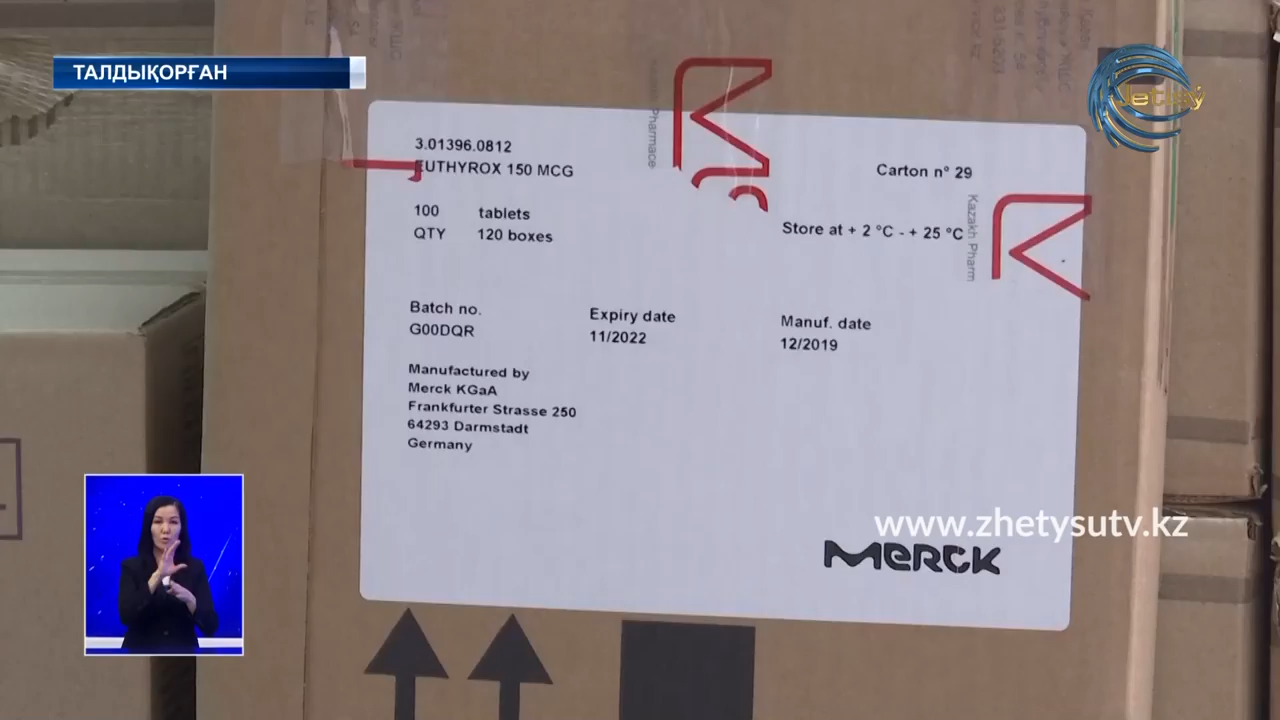 ТАЛДЫҚОРҒАН
Jetisý
3.01396.0812
EUTHYROX 150 MCG
Carton n° 29
100 tablets
QTY 120 boxes
Store at + 2 °C - + 25 °C
Kazakh Pharm
Batch no.
G00DQR
Expiry date
11/2022
Manuf. date
12/2019
Manufactured by
Merck KGaA
Frankfurter Strasse 250
64293 Darmstadt
Germany
www.zhetysutv.kz
MERCK